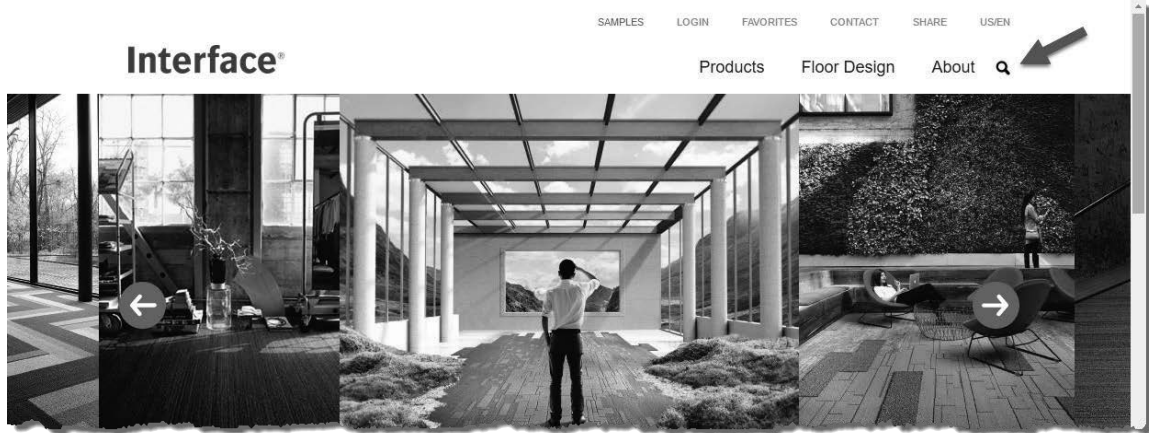 SAMPLES LOGIN FAVORITES CONTACT SHARE US/EN
Interface®
Products Floor Design About